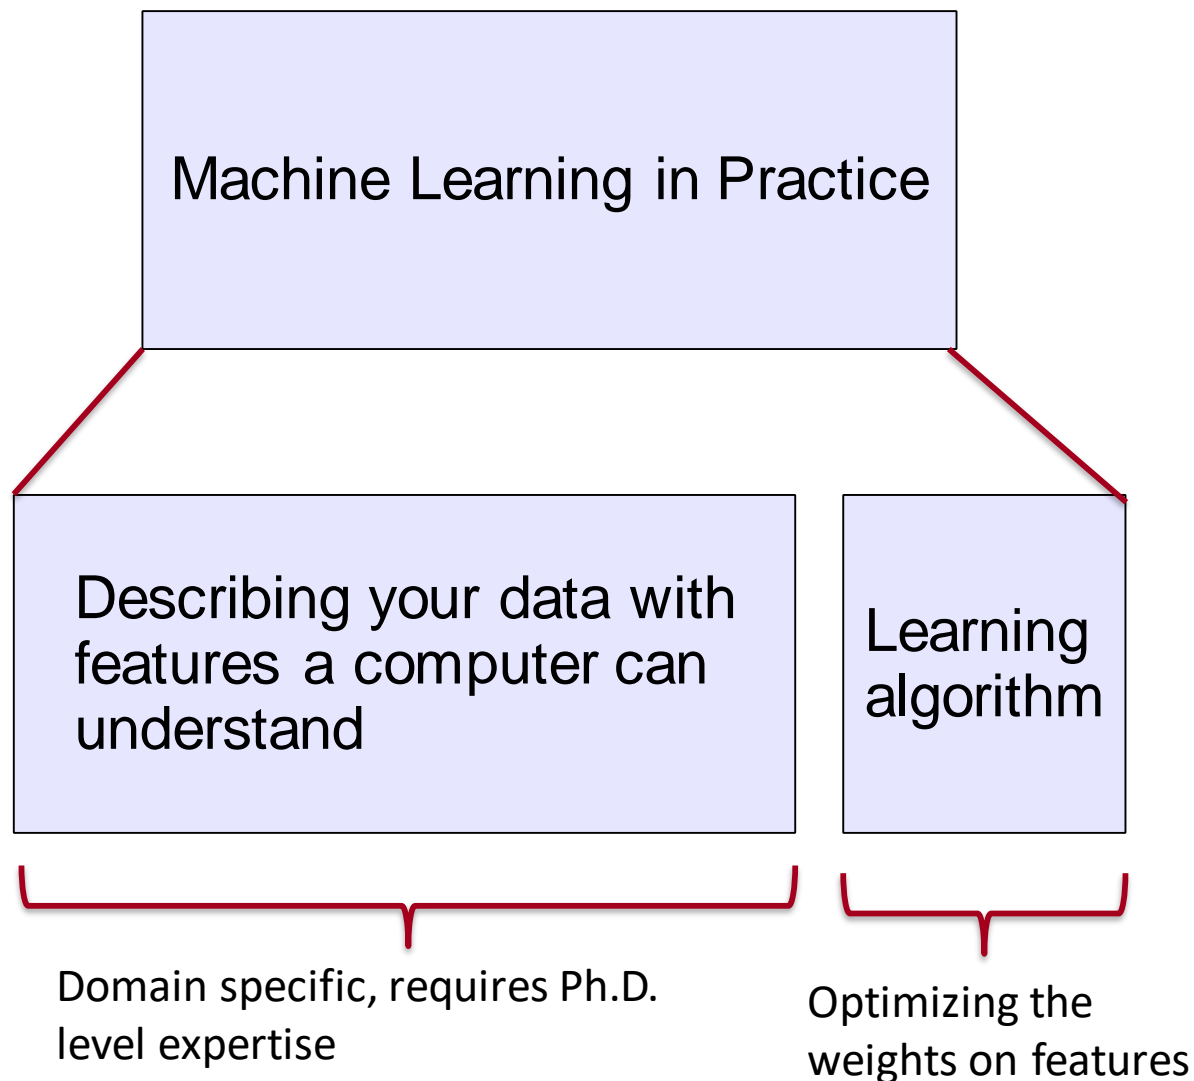 Machine Learning in Practice
Describing your data with
features a computer can
understand
Learning
algorithm
Domain specific, requires Ph.D.
level expertise
Optimizing the
weights on features